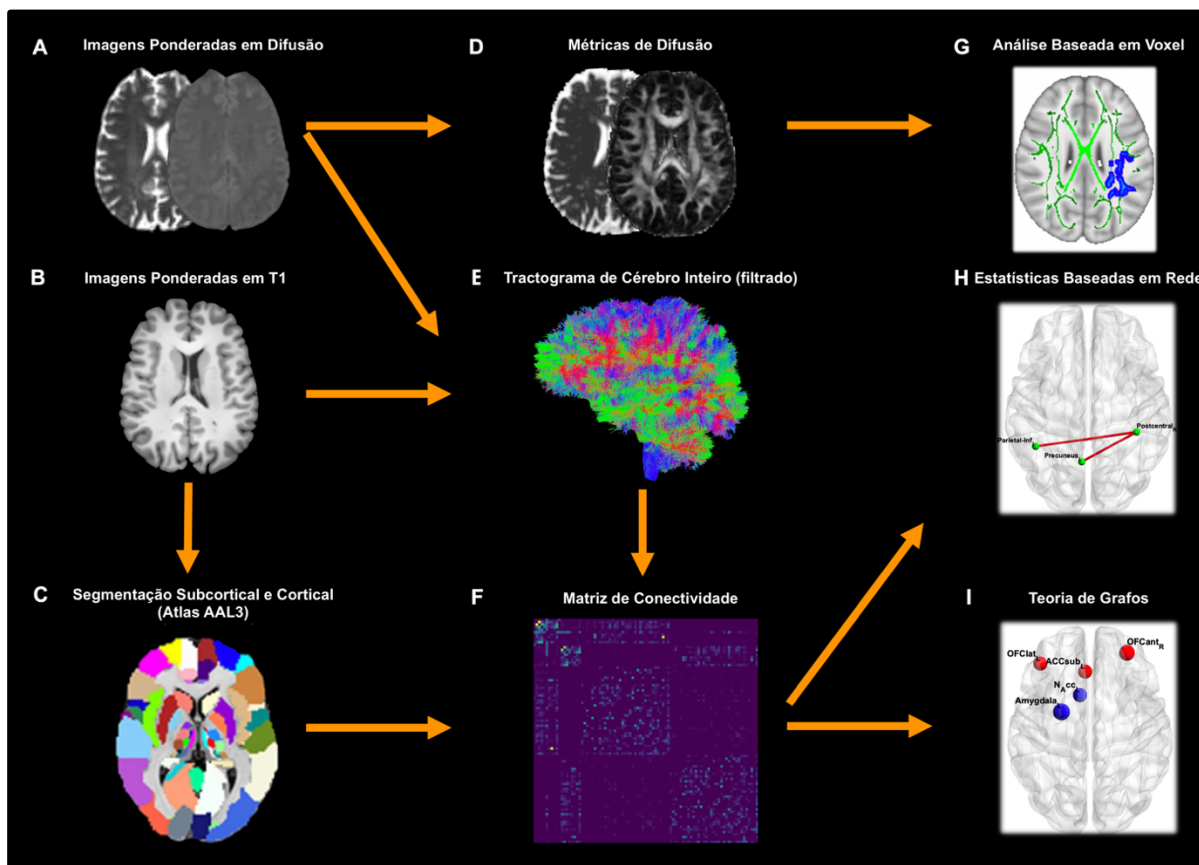 A Imagens Ponderadas em Difusão
D Métricas de Difusão
G Análise Baseada em Voxel
B Imagens Ponderadas em T1
E Tractograma de Cérebro Inteiro (filtrado)
H Estatísticas Baseadas em Rede
Parietal-Inf
Precuneus
Postcentral
C Segmentação Subcortical e Cortical
(Atlas AAL3)
F Matriz de Conectividade
I Teoria de Grafos
OFClat L
ACCsub L
OFCant R
N_Acc
Amygdala